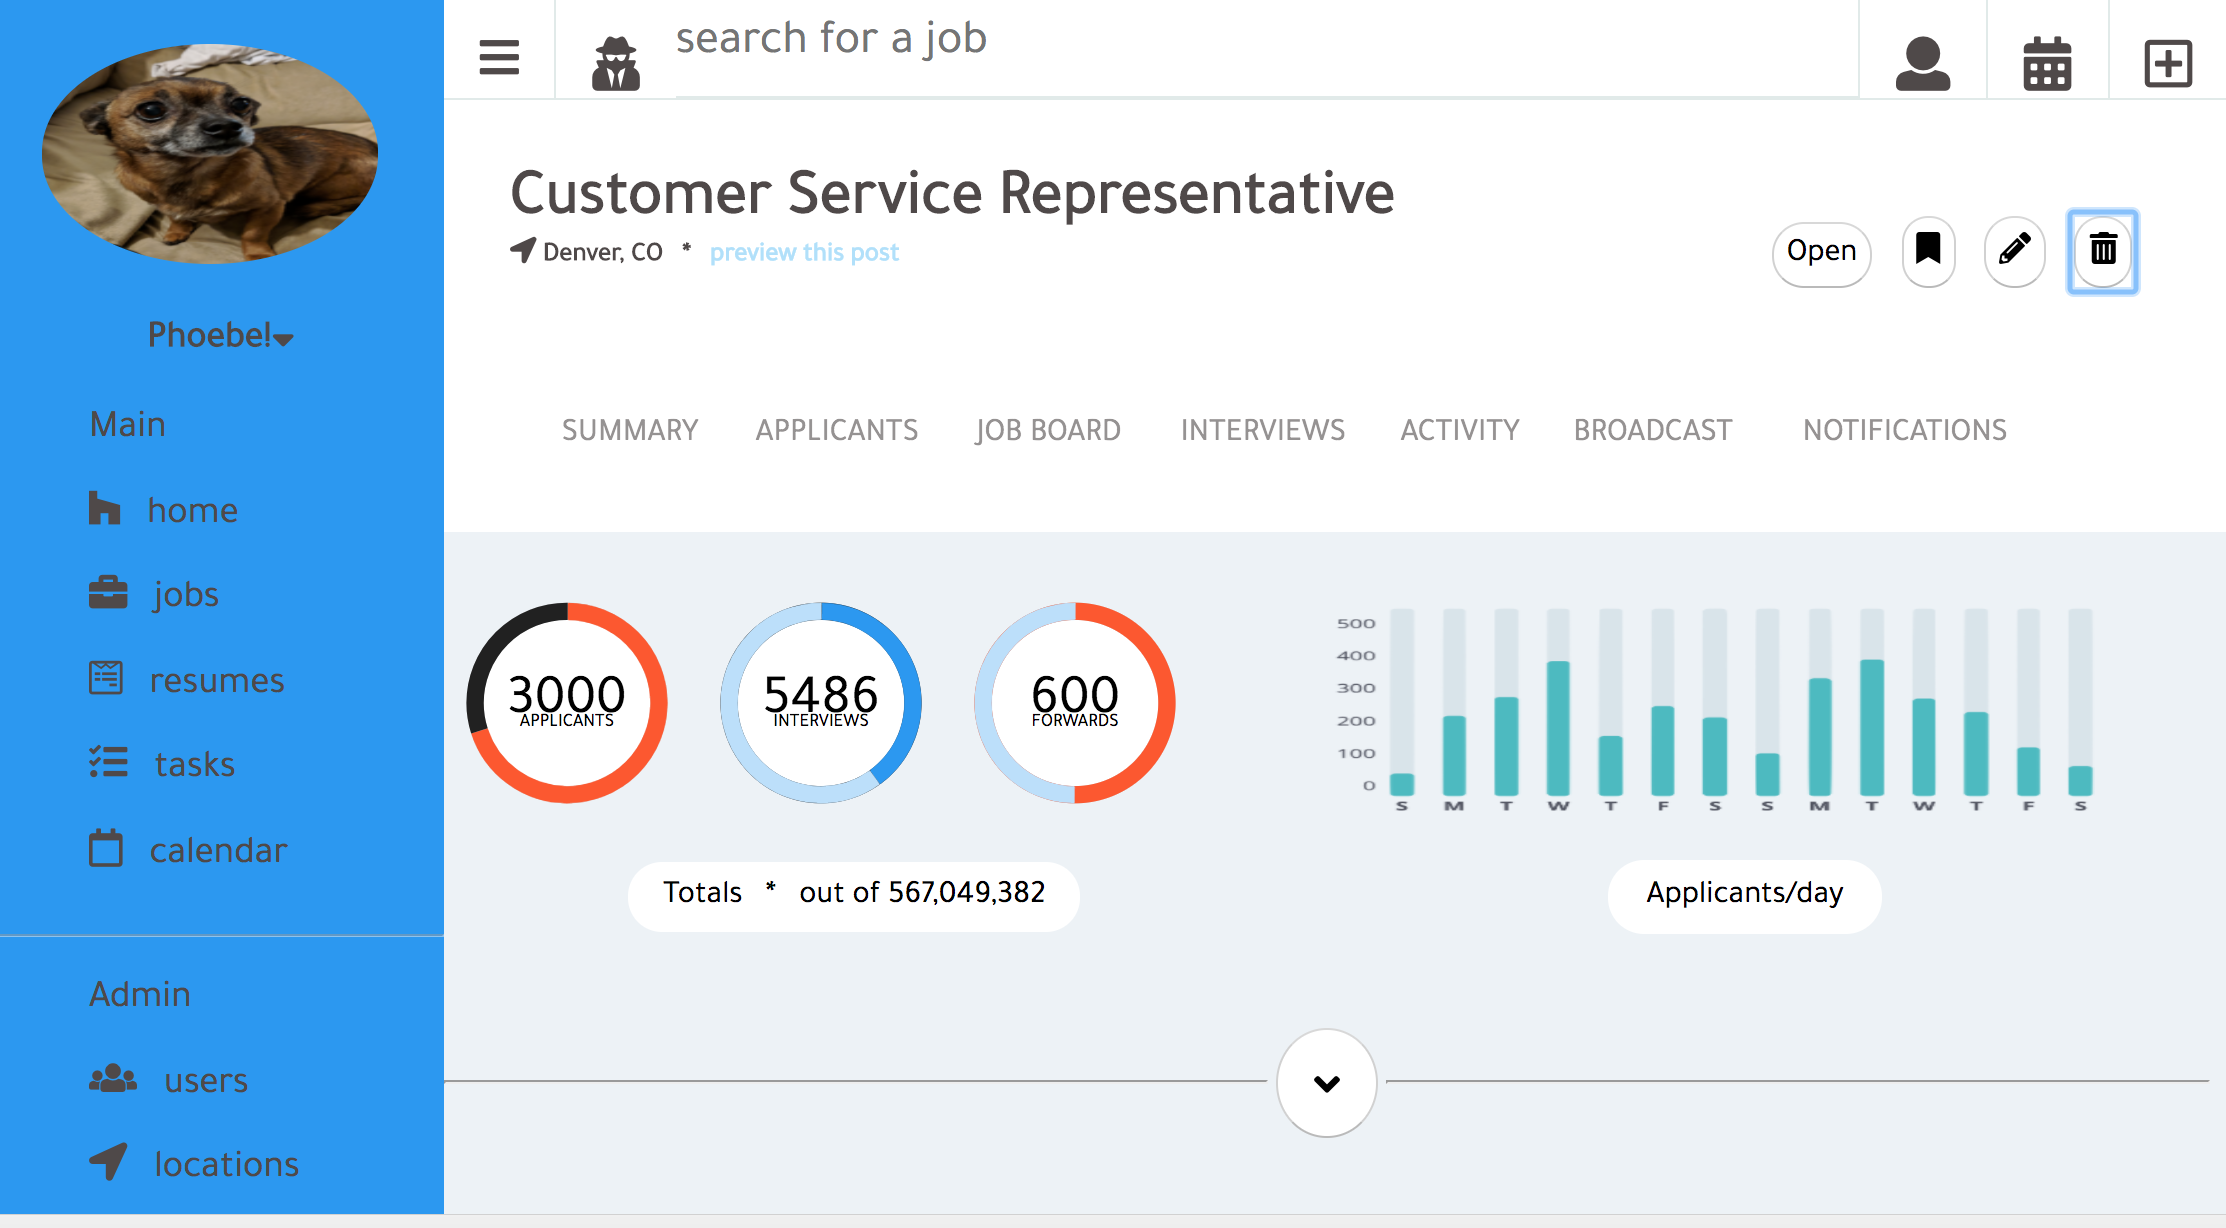 search for a job
Phoebe!
Main
home
jobs
resumes
tasks
calendar
Admin
users
locations
Customer Service Representative
Denver, CO * preview this post
Open
SUMMARY APPLICANTS JOB BOARD INTERVIEWS ACTIVITY BROADCAST NOTIFICATIONS
3000
APPLICANTS
5486
INTERVIEWS
600
FORWARDS
Totals * out of 567,049,382
500
400
300
200
100
0
S M T W T F S S M T W T F S
Applicants/day